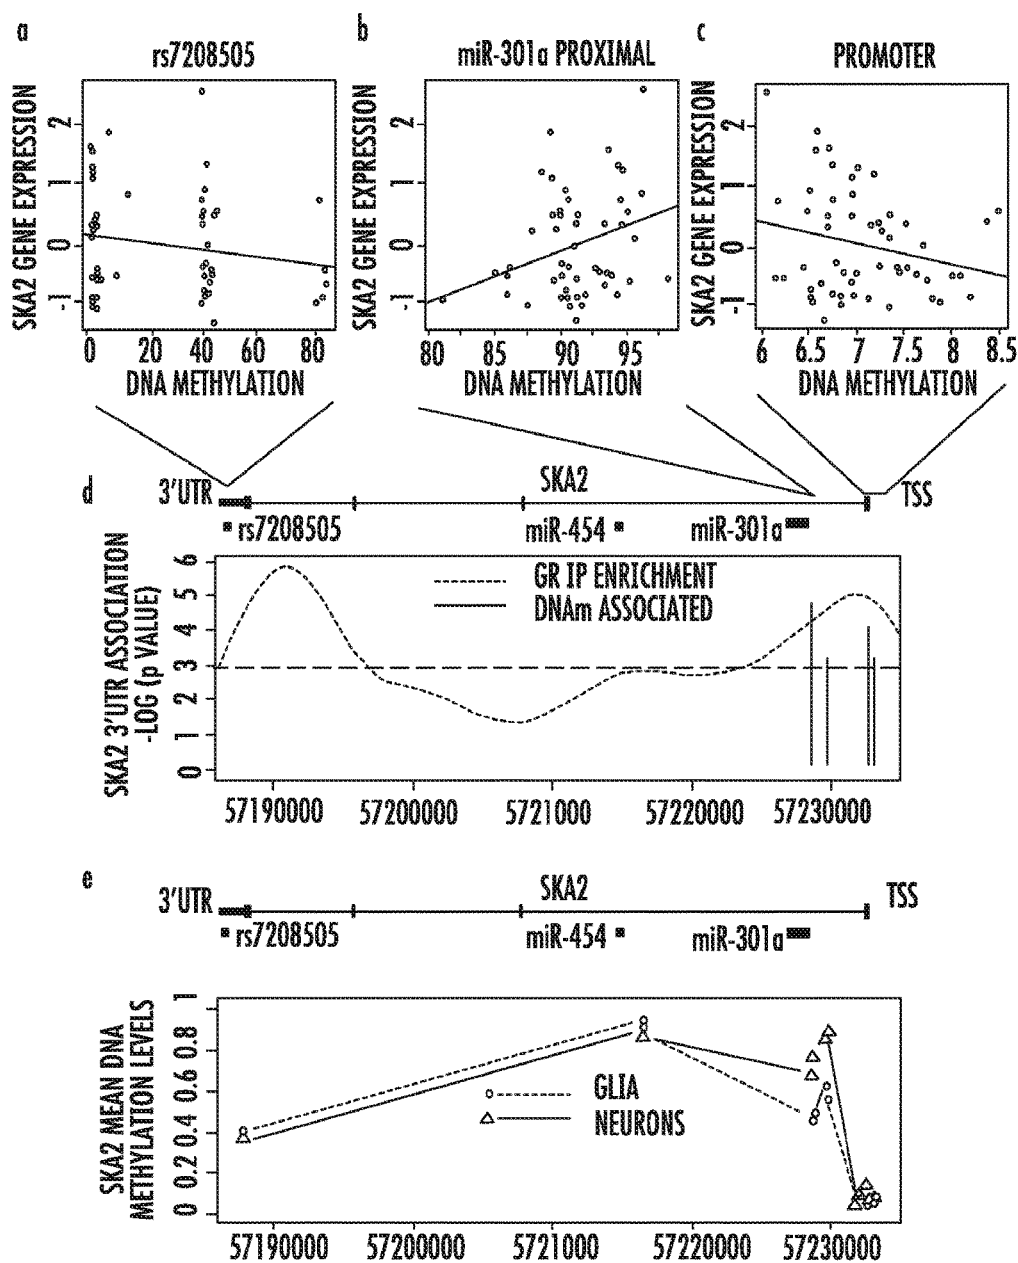 a
rs7208505
SKA2 GENE EXPRESSION
2
1
0
-1
0 20 40 60 80
DNA METHYLATION
b
miR-301a PROXIMAL
SKA2 GENE EXPRESSION
2
1
0
-1
80 85 90 95
DNA METHYLATION
c
PROMOTER
SKA2 GENE EXPRESSION
2
1
0
-1
6 6.5 7 7.5 8 8.5
DNA METHYLATION
d
3'UTR
SKA2
TSS
rs7208505
miR-454
miR-301a
SKA2 3'UTR ASSOCIATION
-LOG (p VALUE)
6
5
4
3
2
1
0
GR IP ENRICHMENT
DNAm ASSOCIATED
57190000 57200000 5721000 57220000 57230000
e
3'UTR
SKA2
TSS
rs7208505
miR-454
miR-301a
SKA2 MEAN DNA
METHYLATION LEVELS
1
0.8
0.6
0.4
0.2
0
GLIA
NEURONS
57190000 57200000 5721000 57220000 57230000